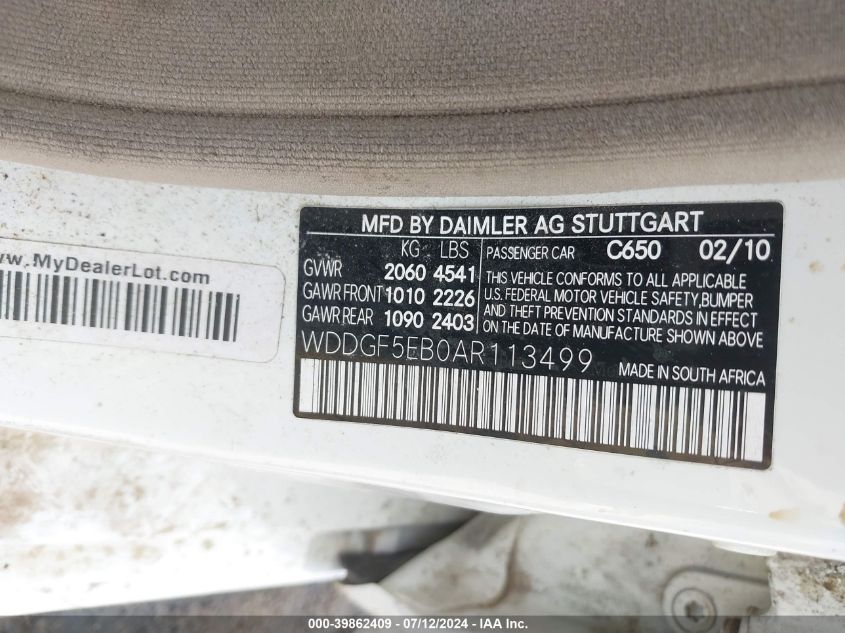 MFD BY DAIMLER AG STUTTGART
KG LBS
GVWR 2060 4541
GAWR FRONT 1010 2226
GAWR REAR 1090 2403
PASSENGER CAR C650 02/10
THIS VEHICLE CONFORMS TO ALL APPLICABLE
U.S. FEDERAL MOTOR VEHICLE SAFETY,BUMPER
AND THEFT PREVENTION STANDARDS IN EFFECT
ON THE DATE OF MANUFACTURE SHOWN ABOVE
WDDGF5EB0AR113499
MADE IN SOUTH AFRICA
www.MyDealerLot.com
000-39862409 - 07/12/2024 - IAAI.com